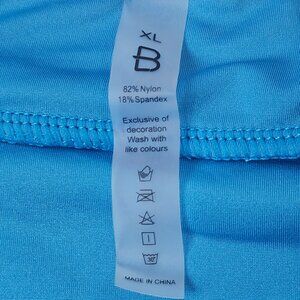 XL
B
82% Nylon
18% Spandex
Exclusive of
decoration
Wash with
like colours
30°
MADE IN CHINA